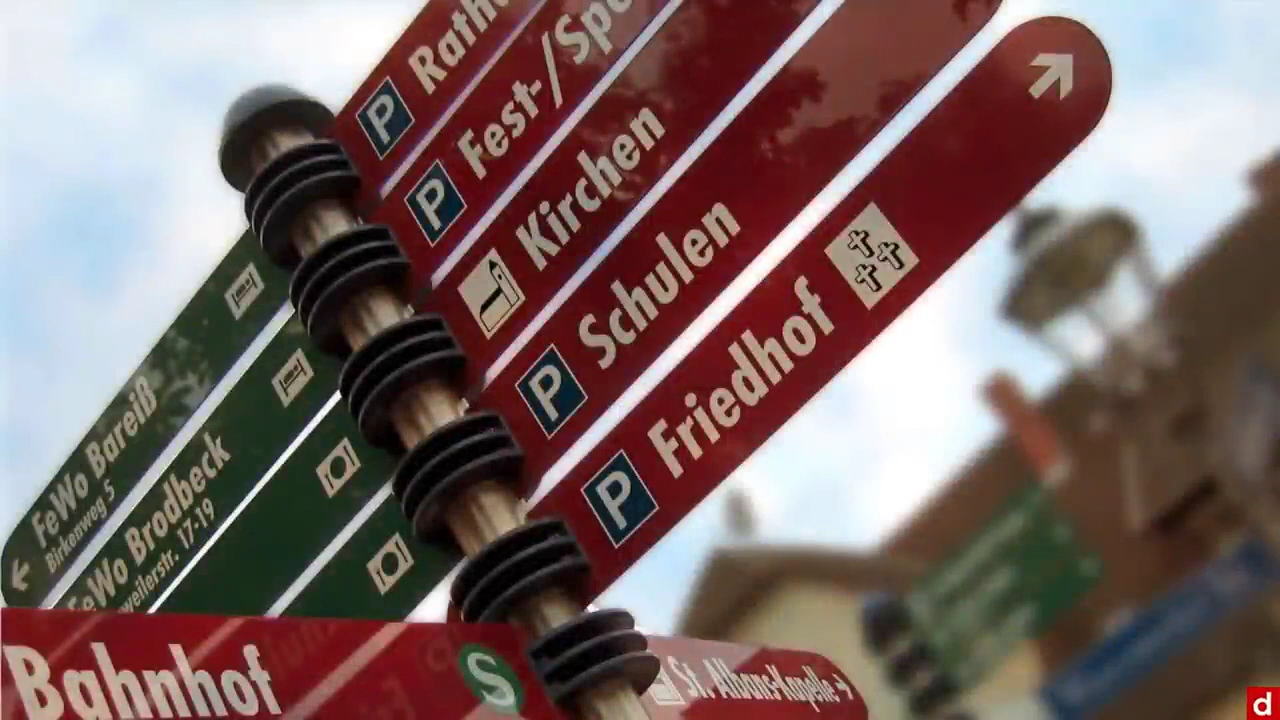 P Rath
P Fest-/Spo
Kirchen
P Schulen
P Friedhof
FeWo Bareiß
Birkenweg 5
FeWo Brodbeck
weilerstr. 17-19
Bahnhof S
St. Albans-Kapelle
d